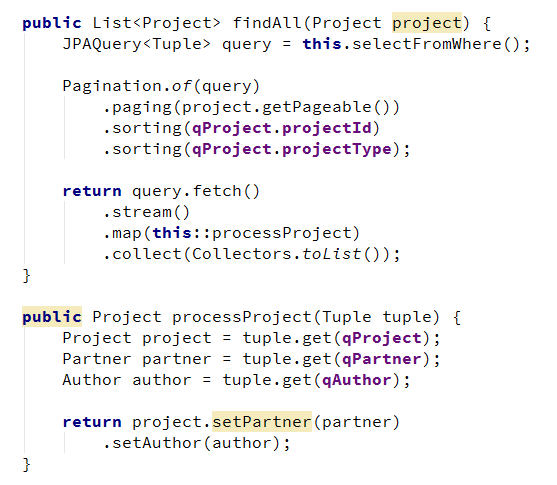 public List<Project> findAll(Project project) {
    JPAQuery<Tuple> query = this.selectFromWhere();

    Pagination.of(query)
        .paging(project.getPageable())
        .sorting(qProject.projectId)
        .sorting(qProject.projectType);

    return query.fetch()
        .stream()
        .map(this::processProject)
        .collect(Collectors.toList());
}

public Project processProject(Tuple tuple) {
    Project project = tuple.get(qProject);
    Partner partner = tuple.get(qPartner);
    Author author = tuple.get(qAuthor);

    return project.setPartner(partner)
        .setAuthor(author);
}